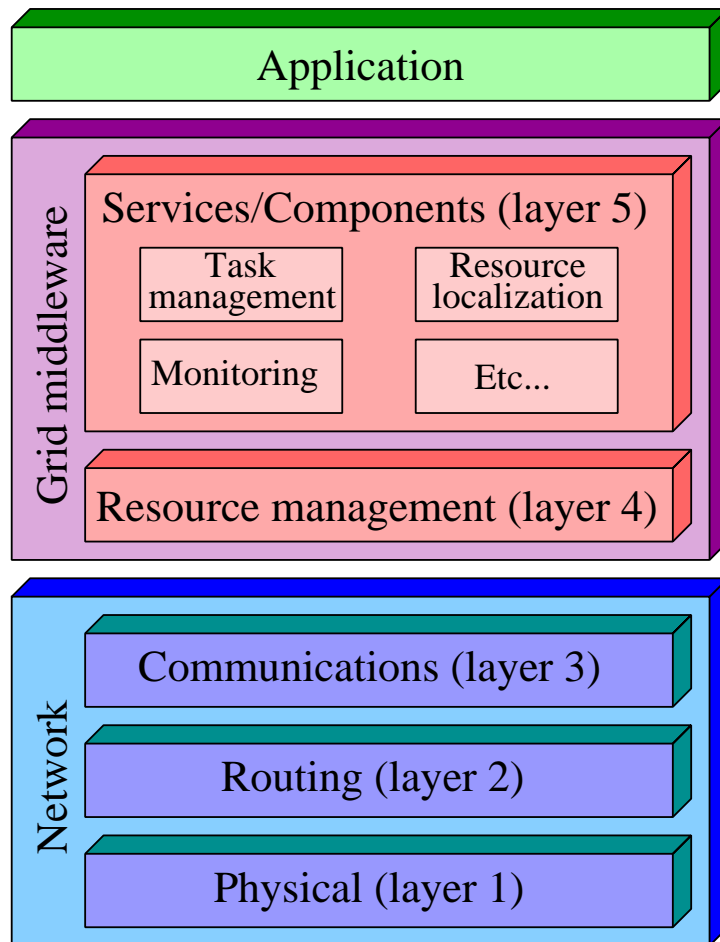 Application
Grid middleware
Services/Components (layer 5)
Task
management
Resource
localization
Monitoring
Etc...
Resource management (layer 4)
Network
Communications (layer 3)
Routing (layer 2)
Physical (layer 1)